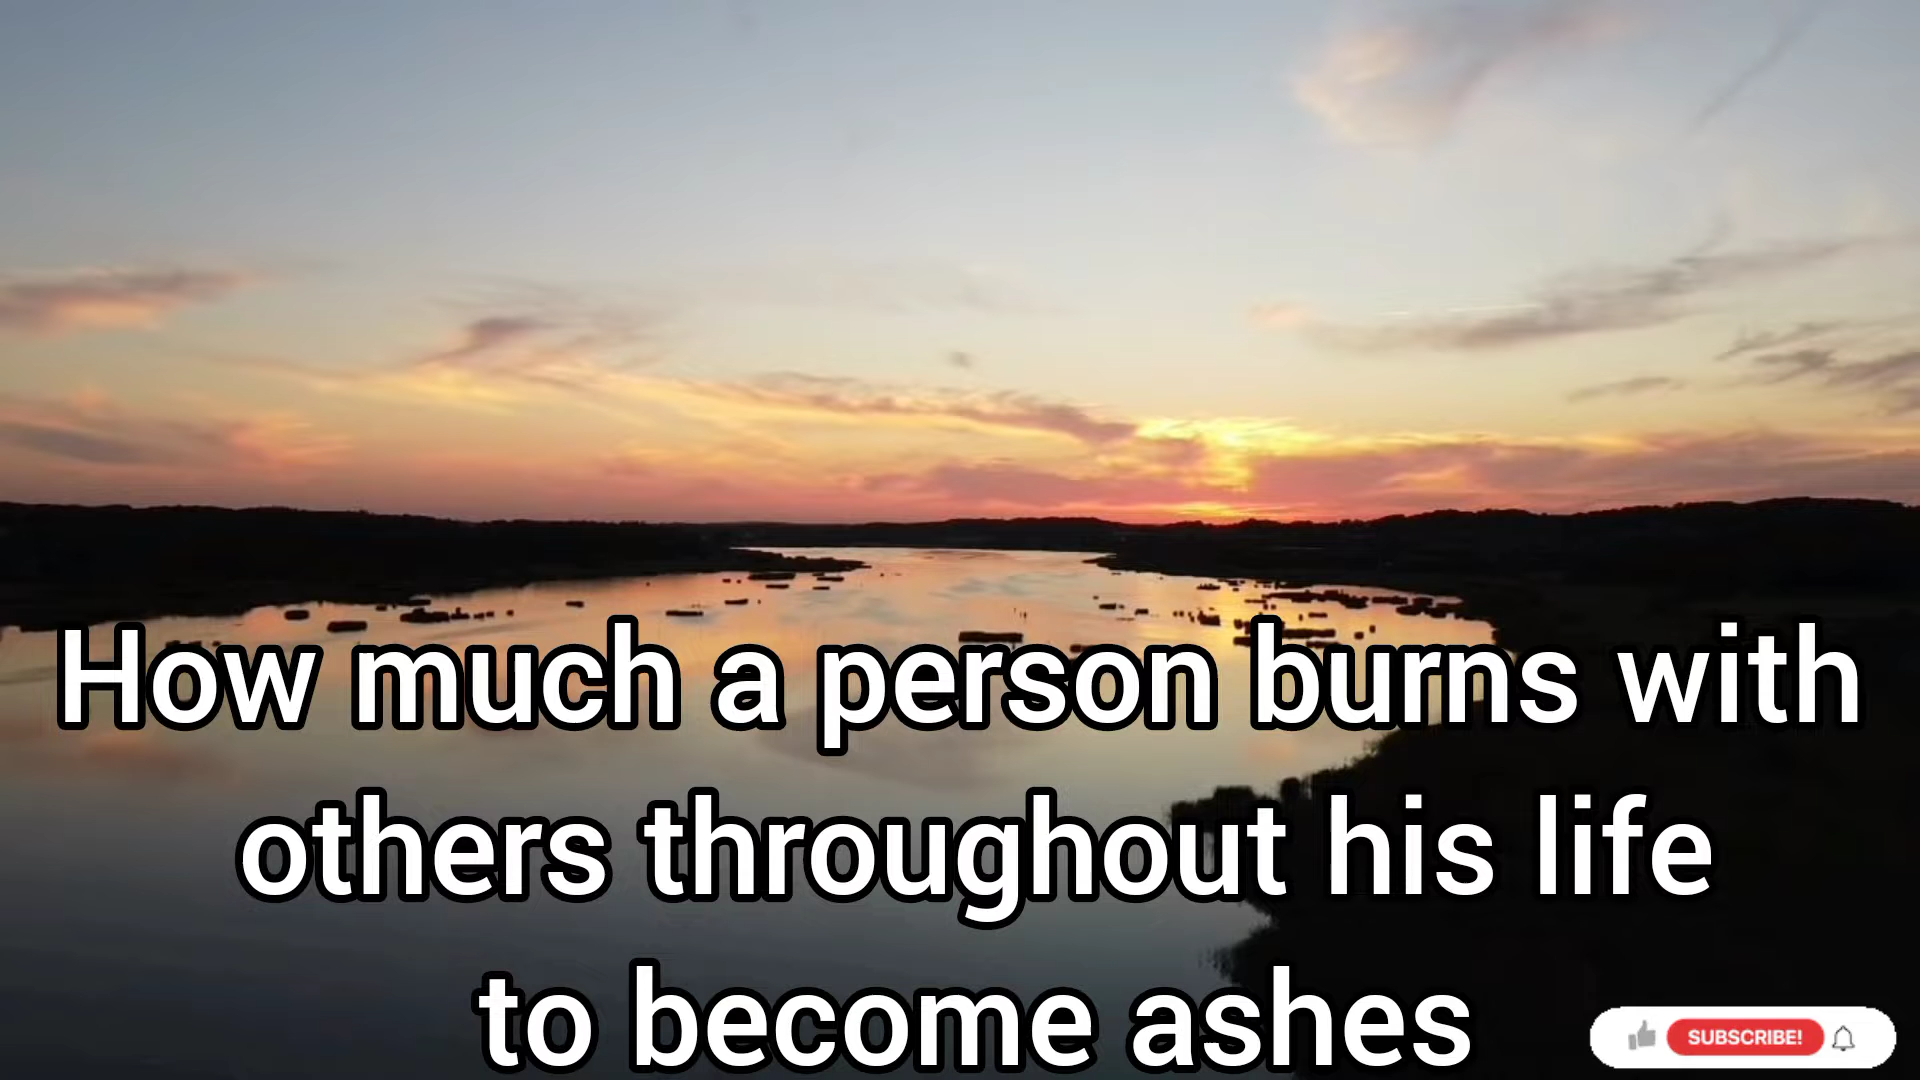 How much a person burns with
others throughout his life
to become ashes
SUBSCRIBE!